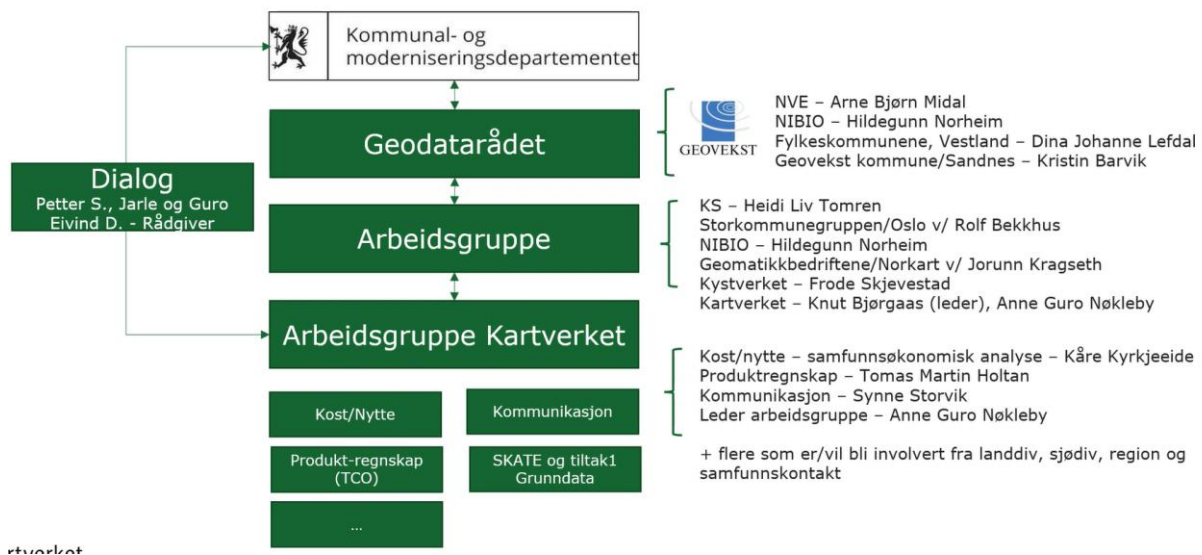 Kommunal- og
moderniseringsdepartementet
Geodatarådet
GEOVEKST
NVE – Arne Bjørn Midal
NIBIO – Hildegunn Norheim
Fylkeskommunene, Vestland – Dina Johanne Lefdal
Geovekst kommune/Sandnes – Kristin Barvik
Dialog
Petter S., Jarle og Guro
Eivind D. - Rådgiver
Arbeidsgruppe
KS – Heidi Liv Tomren
Storkommunegruppen/Oslo v/ Rolf Bekkhus
NIBIO – Hildegunn Norheim
Geomatikkbedriftene/Norkart v/ Jorunn Kragseth
Kystverket – Frode Skjevestad
Kartverket – Knut Bjørgaas (leder), Anne Guro Nøkleby
Arbeidsgruppe Kartverket
Kost/nytte – samfunnsøkonomisk analyse – Kåre Kyrkjeeide
Produktregnskap – Tomas Martin Holtan
Kommunikasjon – Synne Storvik
Leder arbeidsgruppe – Anne Guro Nøkleby
+ flere som er/vil bli involvert fra landdiv, sjødiv, region og
samfunnskontakt
Kost/Nytte
Kommunikasjon
Produkt-regnskap
(TCO)
SKATE og tiltak1
Grunndata
...
rtverket